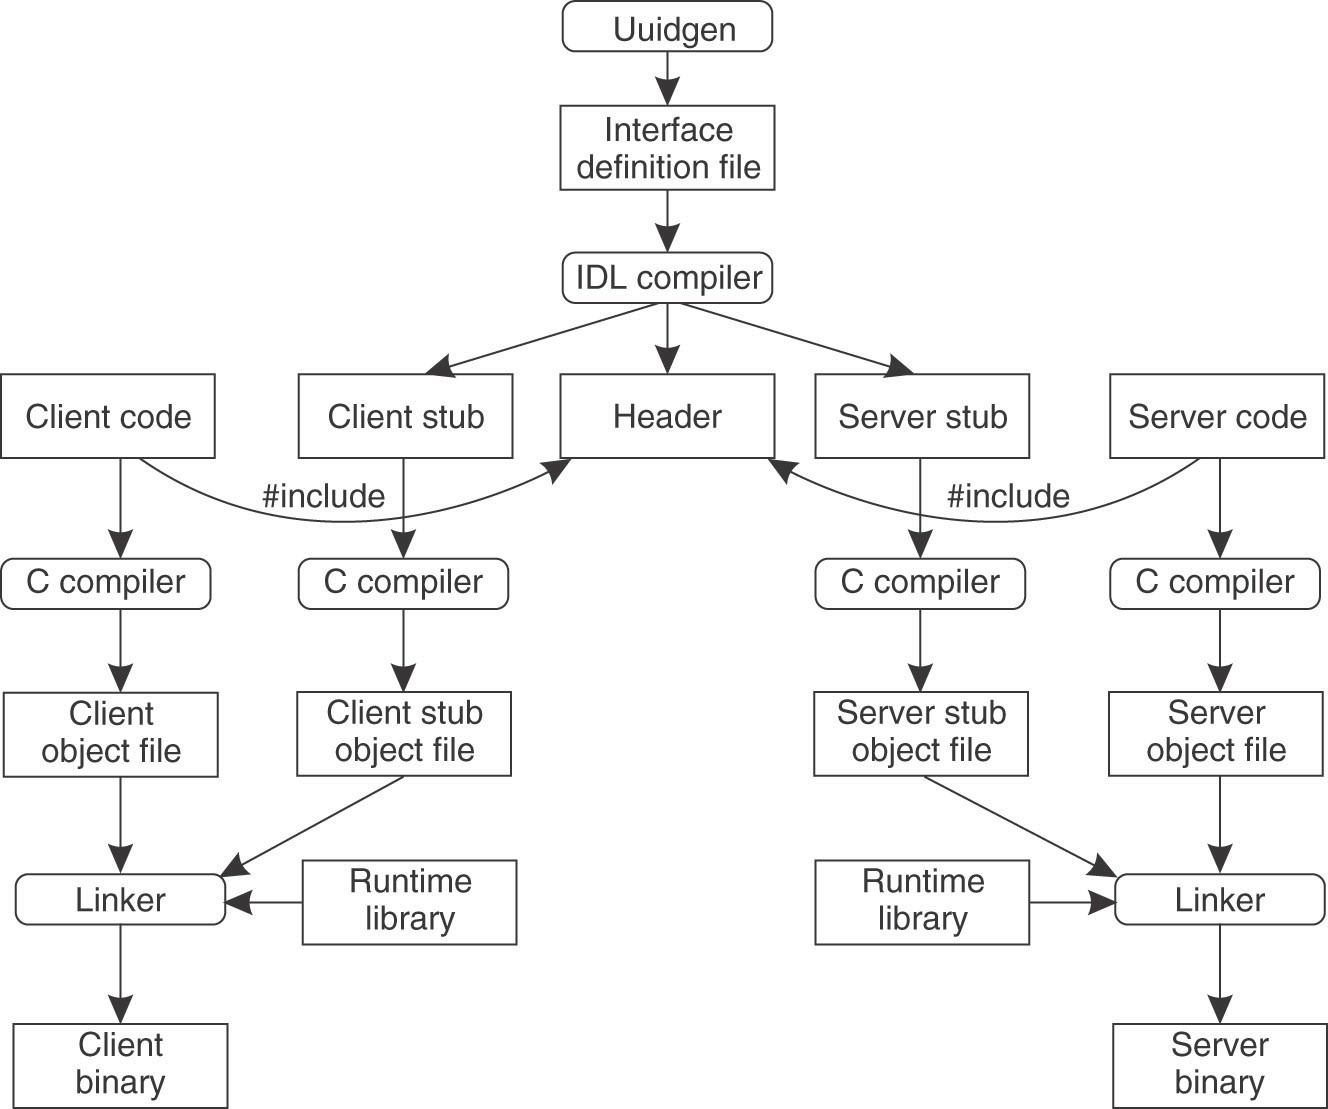 Uuidgen
Interface
definition file
IDL compiler
Client code
Client stub
Header
Server stub
Server code
#include
#include
C compiler
C compiler
C compiler
C compiler
Client
object file
Client stub
object file
Server stub
object file
Server
object file
Linker
Runtime
library
Runtime
library
Linker
Client
binary
Server
binary